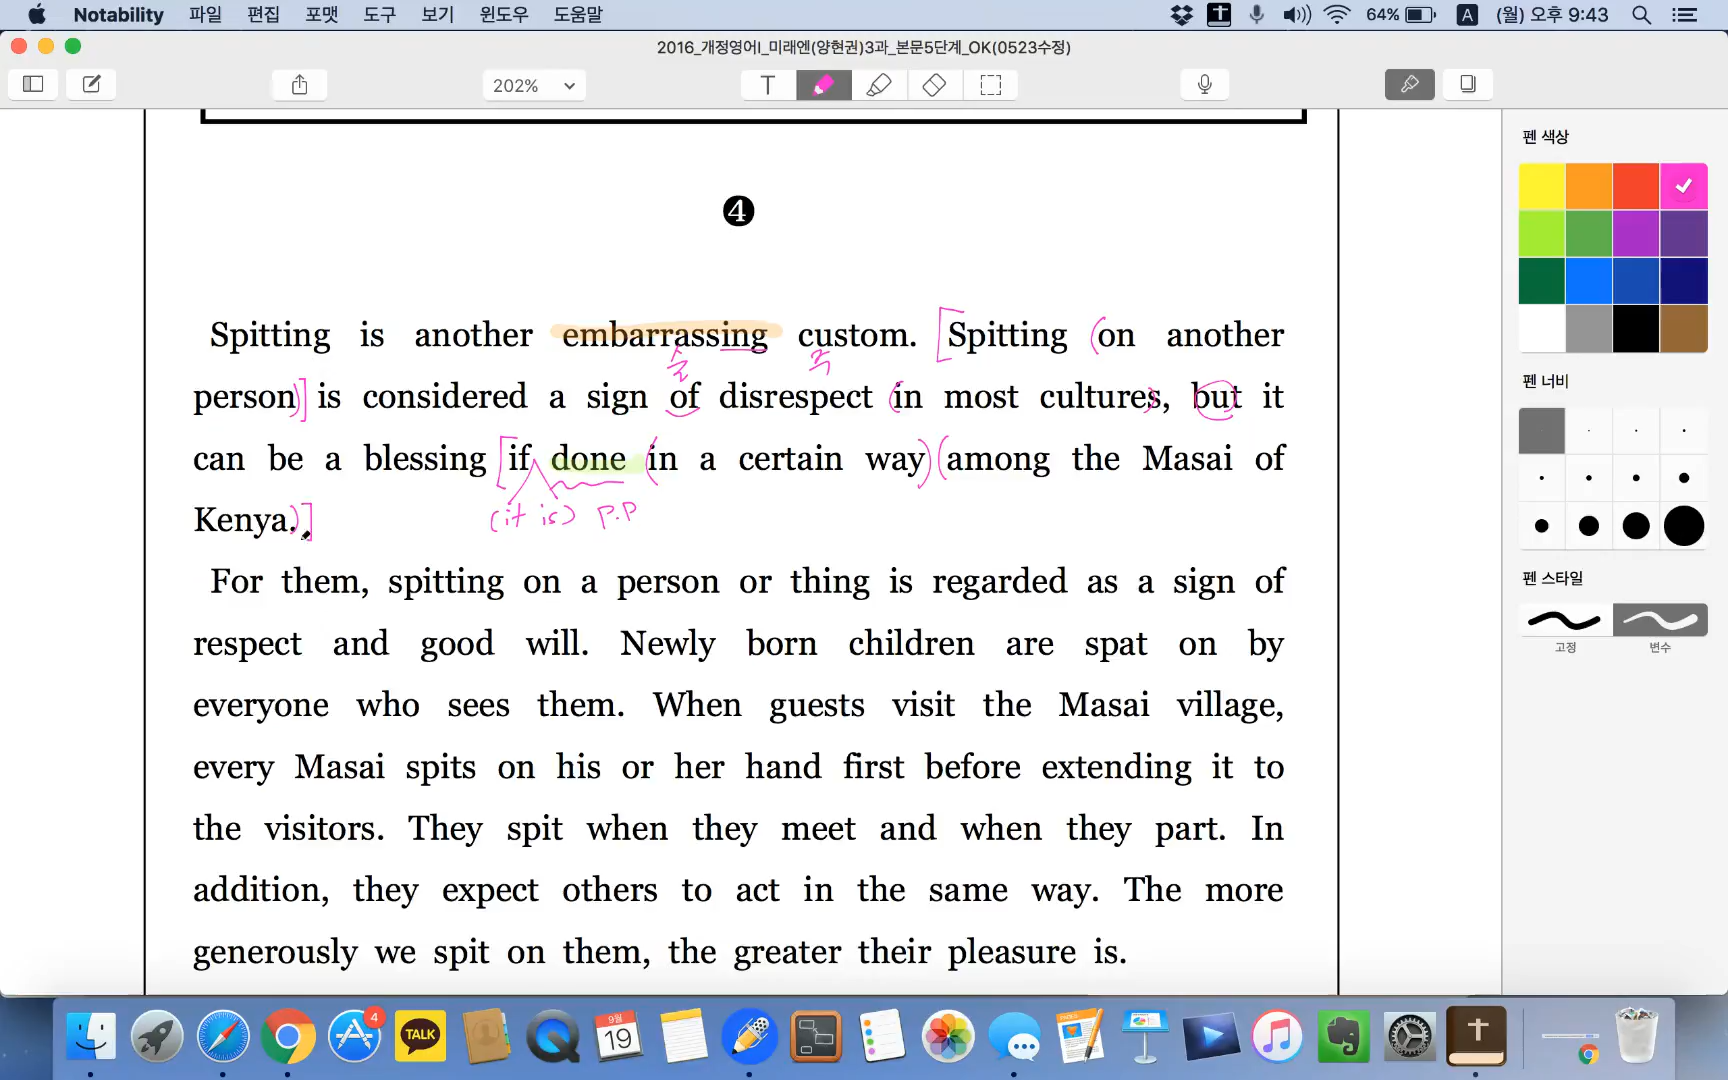 Notability 파일 편집 포맷 도구 보기 윈도우 도움말 64% A (월) 오후 9:43
2016_개정영어I_미래엔(양현권)3과_본문5단계_OK(0523수정)
202% T
펜 색상
❹
Spitting is another embarrassing custom. [Spitting (on another
person)] is considered a sign of disrespect (in most cultures), but it
can be a blessing [if done (in a certain way) (among the Masai of
(it is) P.P
Kenya.)]
For them, spitting on a person or thing is regarded as a sign of
respect and good will. Newly born children are spat on by
everyone who sees them. When guests visit the Masai village,
every Masai spits on his or her hand first before extending it to
the visitors. They spit when they meet and when they part. In
addition, they expect others to act in the same way. The more
generously we spit on them, the greater their pleasure is.
펜 너비
펜 스타일
고정 변수
4
TALK
9월
19